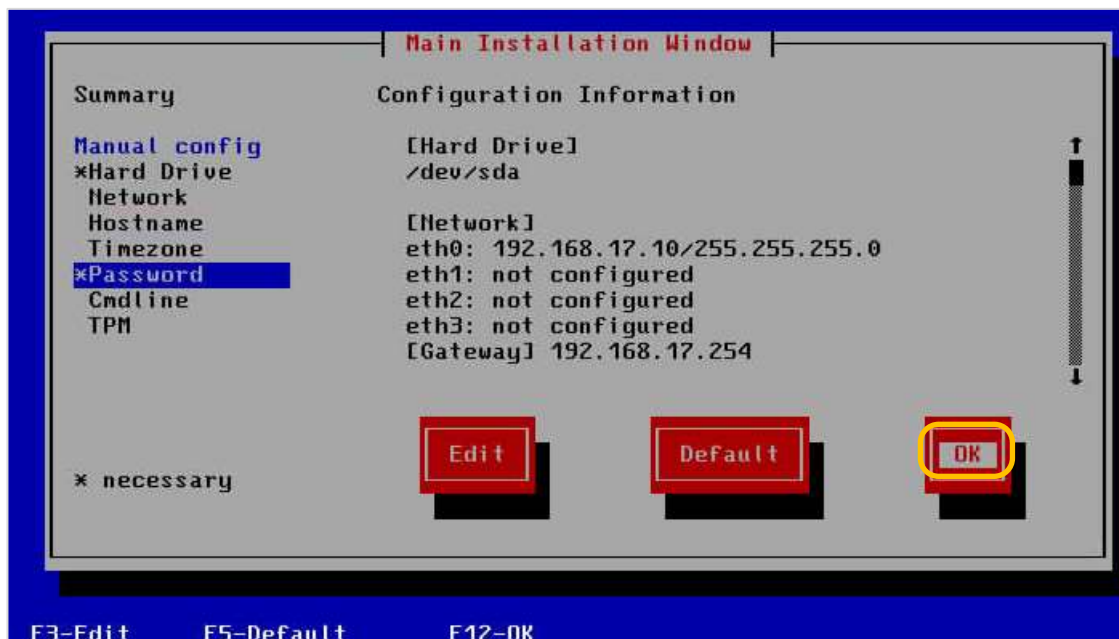 Main Installation Window
Summary
Configuration Information
Manual config
*Hard Drive
Network
Hostname
Timezone
*Password
Cmdline
TPM
[Hard Drive]
/dev/sda
[Network]
eth0: 192.168.17.10/255.255.255.0
eth1: not configured
eth2: not configured
eth3: not configured
[Gateway] 192.168.17.254
Edit
Default
OK
* necessary
F3-Edit F5-Default F12-OK